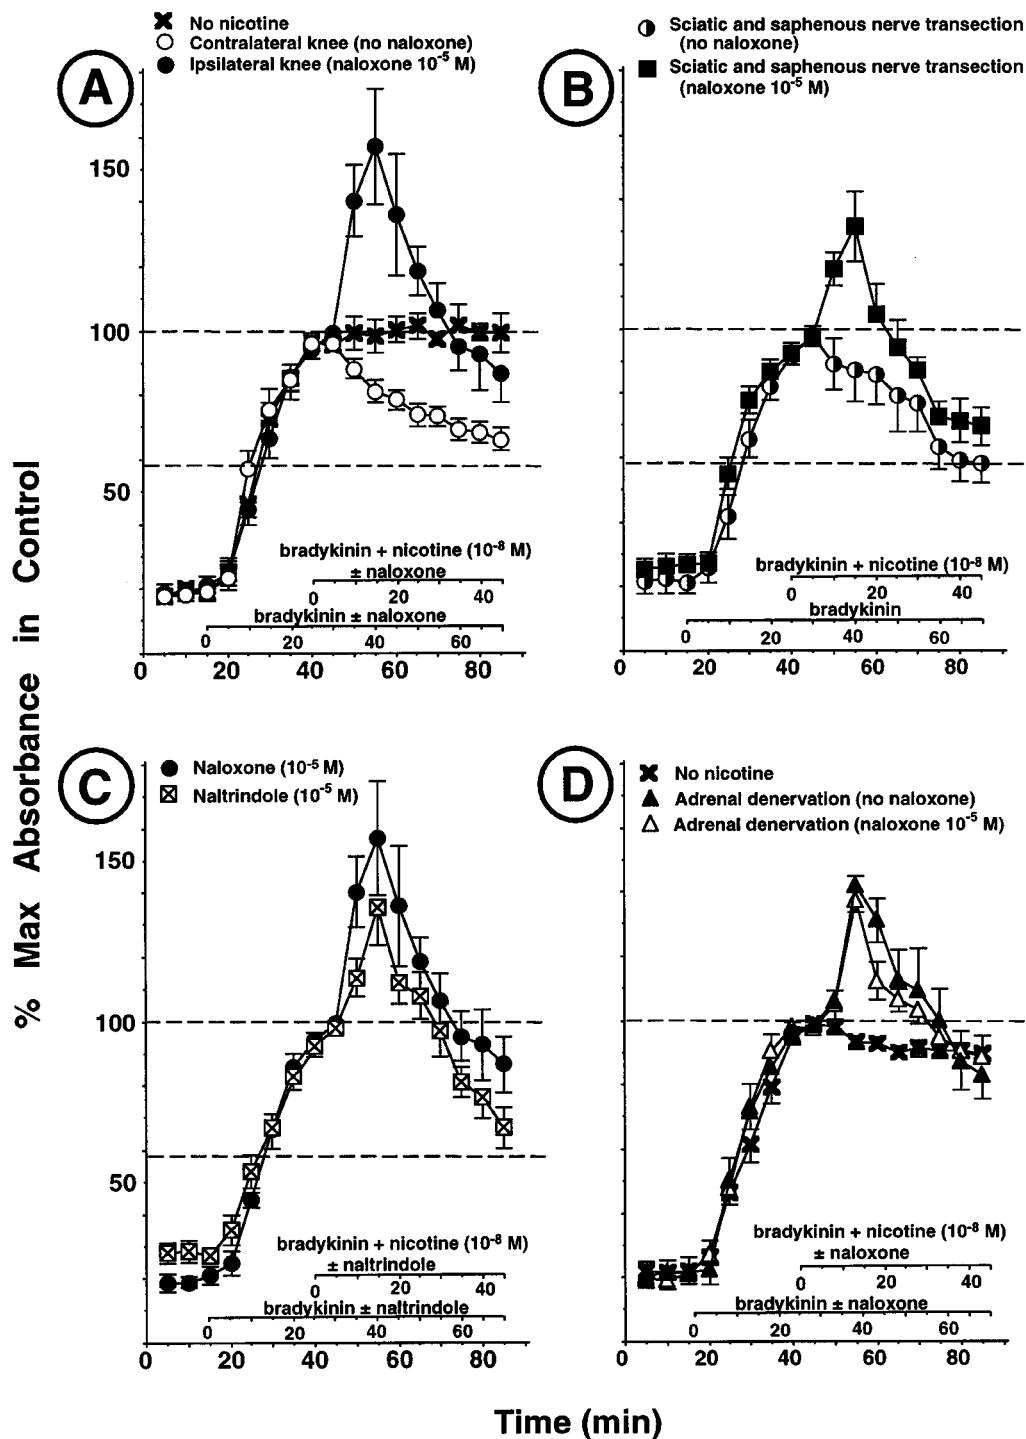 % Max Absorbance in Control
A
No nicotine
Contralateral knee (no naloxone)
Ipsilateral knee (naloxone 10⁻⁵ M)
150
100
50
bradykinin + nicotine (10⁻⁸ M)
± naloxone
0 20 40
bradykinin ± naloxone
0 20 40 60
0 20 40 60 80
B
Sciatic and saphenous nerve transection
(no naloxone)
Sciatic and saphenous nerve transection
(naloxone 10⁻⁵ M)
bradykinin + nicotine (10⁻⁸ M)
0 20 40
bradykinin
0 20 40 60
0 20 40 60 80
C
Naloxone (10⁻⁵ M)
Naltrindole (10⁻⁵ M)
150
100
50
bradykinin + nicotine (10⁻⁸ M)
± naltrindole
0 20 40
bradykinin ± naltrindole
0 20 40 60
0 20 40 60 80
D
No nicotine
Adrenal denervation (no naloxone)
Adrenal denervation (naloxone 10⁻⁵ M)
bradykinin + nicotine (10⁻⁸ M)
± naloxone
0 20 40
bradykinin ± naloxone
0 20 40 60
0 20 40 60 80
Time (min)